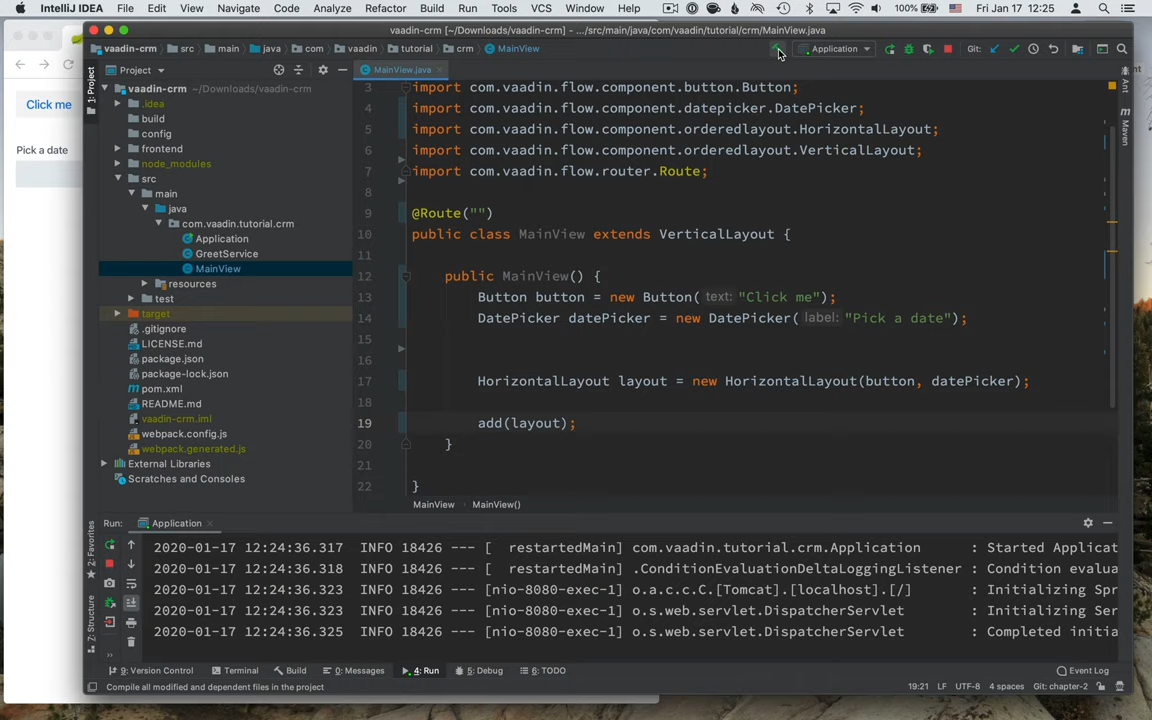 IntelliJ IDEA File Edit View Navigate Code Analyze Refactor Build Run Tools VCS Window Help 100% Fri Jan 17 12:25
vaadin-crm [~/Downloads/vaadin-crm] - .../src/main/java/com/vaadin/tutorial/crm/MainView.java
vaadin-crm src main java com vaadin tutorial crm MainView Application Git:
Project MainView.java
1: Project
Click me
Pick a date
vaadin-crm ~/Downloads/vaadin-crm
.idea
build
config
frontend
node_modules
src
main
java
com.vaadin.tutorial.crm
Application
GreetService
MainView
resources
test
target
.gitignore
LICENSE.md
package.json
package-lock.json
pom.xml
README.md
vaadin-crm.iml
webpack.config.js
webpack.generated.js
External Libraries
Scratches and Consoles
3 import com.vaadin.flow.component.button.Button;
4 import com.vaadin.flow.component.datepicker.DatePicker;
5 import com.vaadin.flow.component.orderedlayout.HorizontalLayout;
6 import com.vaadin.flow.component.orderedlayout.VerticalLayout;
7 import com.vaadin.flow.router.Route;
8
9 @Route("")
10 public class MainView extends VerticalLayout {
11
12 public MainView() {
13 Button button = new Button( text: "Click me");
14 DatePicker datePicker = new DatePicker( label: "Pick a date");
15
16
17 HorizontalLayout layout = new HorizontalLayout(button, datePicker);
18
19 add(layout);
20 }
21
22 }
MainView MainView()
Ant
Maven
Run: Application
2: Favorites
7: Structure
2020-01-17 12:24:36.317 INFO 18426 --- [ restartedMain] com.vaadin.tutorial.crm.Application : Started Applicat
2020-01-17 12:24:36.318 INFO 18426 --- [ restartedMain] .ConditionEvaluationDeltaLoggingListener : Condition evalua
2020-01-17 12:24:36.323 INFO 18426 --- [nio-8080-exec-1] o.a.c.c.C.[Tomcat].[localhost].[/] : Initializing Spr
2020-01-17 12:24:36.323 INFO 18426 --- [nio-8080-exec-1] o.s.web.servlet.DispatcherServlet : Initializing Ser
2020-01-17 12:24:36.325 INFO 18426 --- [nio-8080-exec-1] o.s.web.servlet.DispatcherServlet : Completed initia
9: Version Control Terminal Build 0: Messages 4: Run 5: Debug 6: TODO Event Log
Compile all modified and dependent files in the project 19:21 LF UTF-8 4 spaces Git: chapter-2